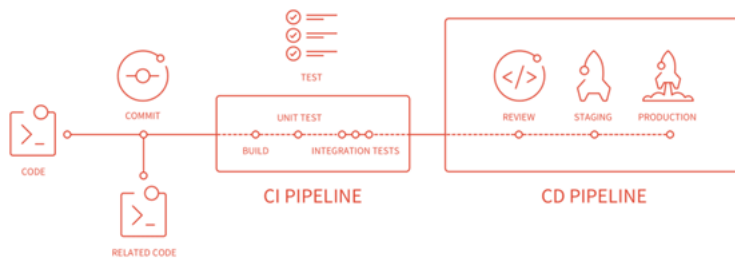 TEST
COMMIT
UNIT TEST
REVIEW
STAGING
PRODUCTION
BUILD
INTEGRATION TESTS
CODE
CI PIPELINE
CD PIPELINE
RELATED CODE